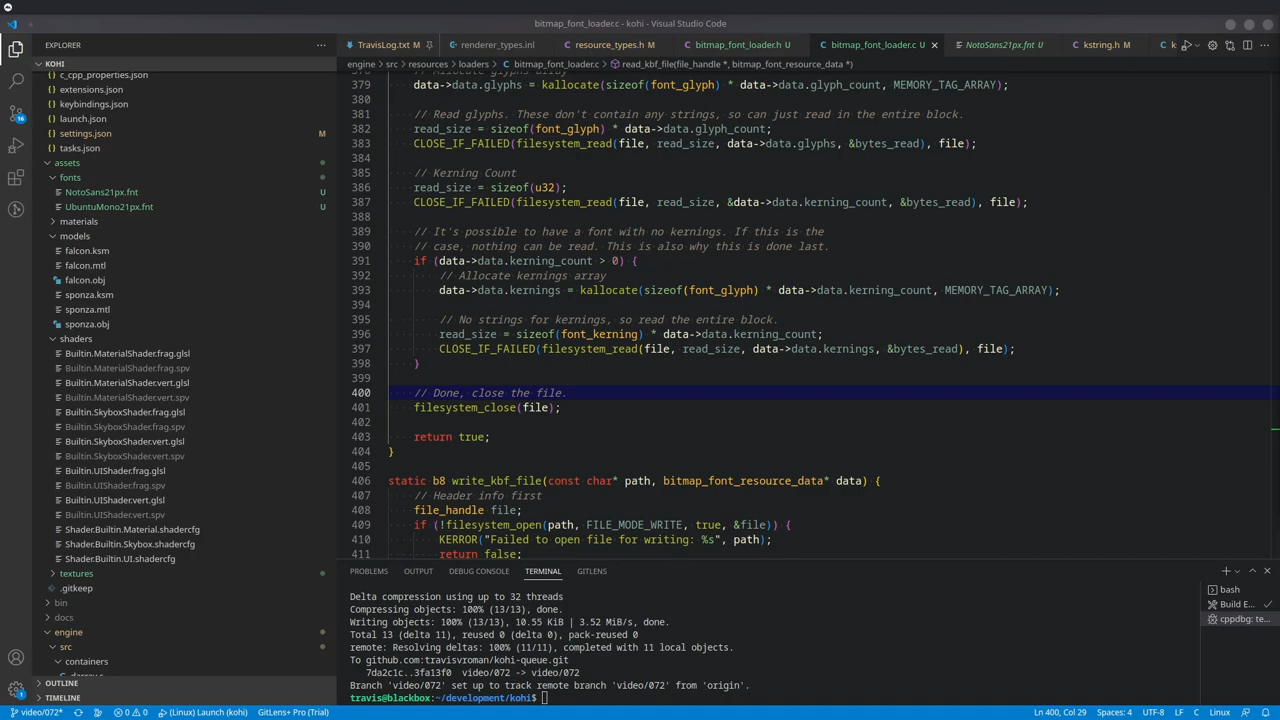 bitmap_font_loader.c - kohi - Visual Studio Code
EXPLORER
TravisLog.txt M
renderer_types.inl
resource_types.h M
bitmap_font_loader.h U
bitmap_font_loader.c U
NotoSans21px.fnt U
kstring.h M
KOHI
engine > src > resources > loaders > bitmap_font_loader.c > read_kbf_file(file_handle *, bitmap_font_resource_data *)
c_cpp_properties.json
extensions.json
keybindings.json
launch.json
settings.json M
tasks.json
assets
fonts
NotoSans21px.fnt U
UbuntuMono21px.fnt U
materials
models
falcon.ksm
falcon.mtl
falcon.obj
sponza.ksm
sponza.mtl
sponza.obj
shaders
Builtin.MaterialShader.frag.glsl
Builtin.MaterialShader.frag.spv
Builtin.MaterialShader.vert.glsl
Builtin.MaterialShader.vert.spv
Builtin.SkyboxShader.frag.glsl
Builtin.SkyboxShader.frag.spv
Builtin.SkyboxShader.vert.glsl
Builtin.SkyboxShader.vert.spv
Builtin.UIShader.frag.glsl
Builtin.UIShader.frag.spv
Builtin.UIShader.vert.glsl
Builtin.UIShader.vert.spv
Shader.Builtin.Material.shadercfg
Shader.Builtin.Skybox.shadercfg
Shader.Builtin.UI.shadercfg
textures
.gitkeep
bin
docs
engine
src
containers
OUTLINE
TIMELINE
378 // Allocate glyphs array
379 data->data.glyphs = kallocate(sizeof(font_glyph) * data->data.glyph_count, MEMORY_TAG_ARRAY);
380
381 // Read glyphs. These don't contain any strings, so can just read in the entire block.
382 read_size = sizeof(font_glyph) * data->data.glyph_count;
383 CLOSE_IF_FAILED(filesystem_read(file, read_size, data->data.glyphs, &bytes_read), file);
384
385 // Kerning Count
386 read_size = sizeof(u32);
387 CLOSE_IF_FAILED(filesystem_read(file, read_size, &data->data.kerning_count, &bytes_read), file);
388
389 // It's possible to have a font with no kernings. If this is the
390 // case, nothing can be read. This is also why this is done last.
391 if (data->data.kerning_count > 0) {
392 // Allocate kernings array
393 data->data.kernings = kallocate(sizeof(font_glyph) * data->data.kerning_count, MEMORY_TAG_ARRAY);
394
395 // No strings for kernings, so read the entire block.
396 read_size = sizeof(font_kerning) * data->data.kerning_count;
397 CLOSE_IF_FAILED(filesystem_read(file, read_size, data->data.kernings, &bytes_read), file);
398 }
399
400 // Done, close the file.
401 filesystem_close(file);
402
403 return true;
404 }
405
406 static b8 write_kbf_file(const char* path, bitmap_font_resource_data* data) {
407 // Header info first
408 file_handle file;
409 if (!filesystem_open(path, FILE_MODE_WRITE, true, &file)) {
410 KERROR("Failed to open file for writing: %s", path);
411 return false;
PROBLEMS OUTPUT DEBUG CONSOLE TERMINAL GITLENS
Delta compression using up to 32 threads
Compressing objects: 100% (13/13), done.
Writing objects: 100% (13/13), 10.55 KiB | 3.52 MiB/s, done.
Total 13 (delta 11), reused 0 (delta 0), pack-reused 0
remote: Resolving deltas: 100% (11/11), completed with 11 local objects.
To github.com:travisvroman/kohi-queue.git
7da2c1c..3fa13f0 video/072 -> video/072
Branch 'video/072' set up to track remote branch 'video/072' from 'origin'.
travis@blackbox:~/development/kohi$
bash
Build E...
cppdbg: te...
16
1
video/072* 0 0 (Linux) Launch (kohi) GitLens+ Pro (Trial)
Ln 400, Col 29 Spaces: 4 UTF-8 LF C Linux